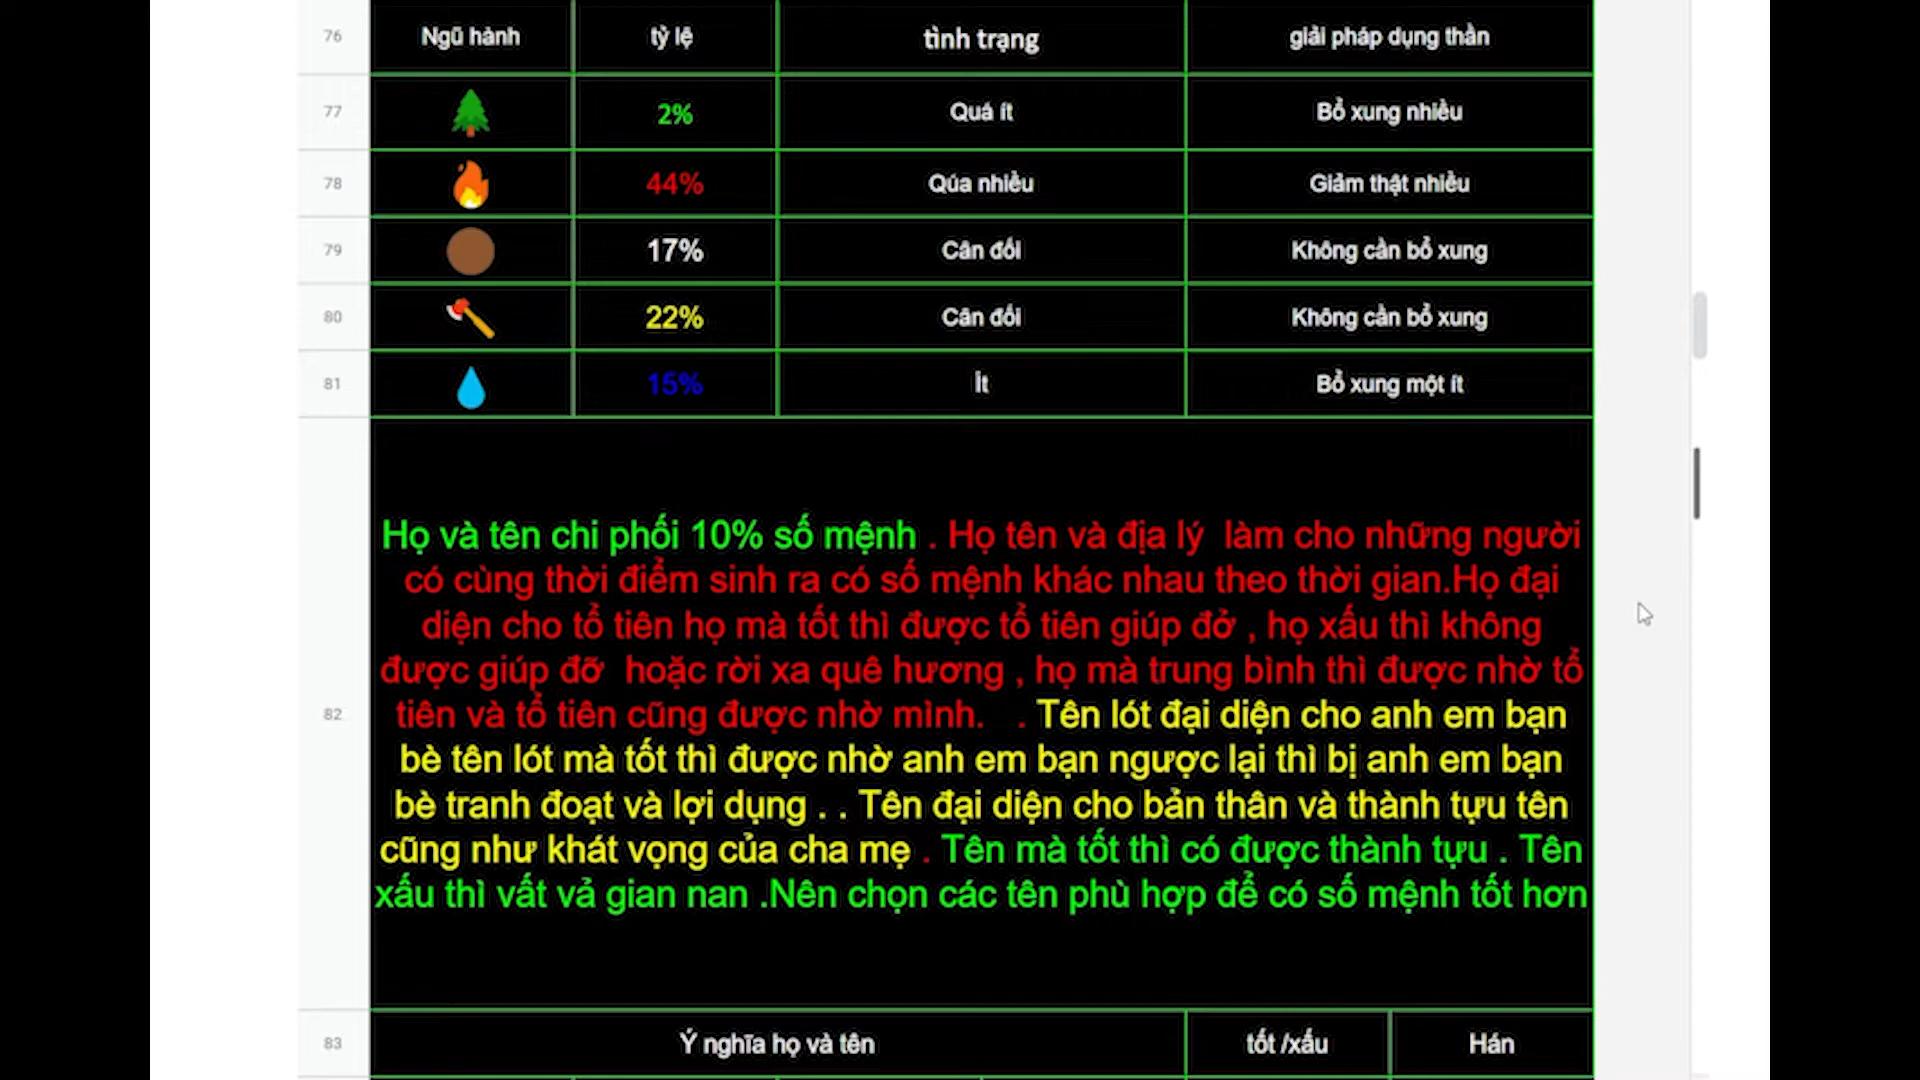 76 Ngũ hành tỷ lệ tình trạng giải pháp dụng thần
77 2% Quá ít Bổ xung nhiều
78 44% Qúa nhiều Giảm thật nhiều
79 17% Cân đối Không cần bổ xung
80 22% Cân đối Không cần bổ xung
81 15% Ít Bổ xung một ít
Họ và tên chi phối 10% số mệnh . Họ tên và địa lý làm cho những người
có cùng thời điểm sinh ra có số mệnh khác nhau theo thời gian.Họ đại
diện cho tổ tiên họ mà tốt thì được tổ tiên giúp đở , họ xấu thì không
được giúp đỡ hoặc rời xa quê hương , họ mà trung bình thì được nhờ tổ
82 tiên và tổ tiên cũng được nhờ mình. . Tên lót đại diện cho anh em bạn
bè tên lót mà tốt thì được nhờ anh em bạn ngược lại thì bị anh em bạn
bè tranh đoạt và lợi dụng . . Tên đại diện cho bản thân và thành tựu tên
cũng như khát vọng của cha mẹ . Tên mà tốt thì có được thành tựu . Tên
xấu thì vất vả gian nan .Nên chọn các tên phù hợp để có số mệnh tốt hơn
83 Ý nghĩa họ và tên tốt /xấu Hán